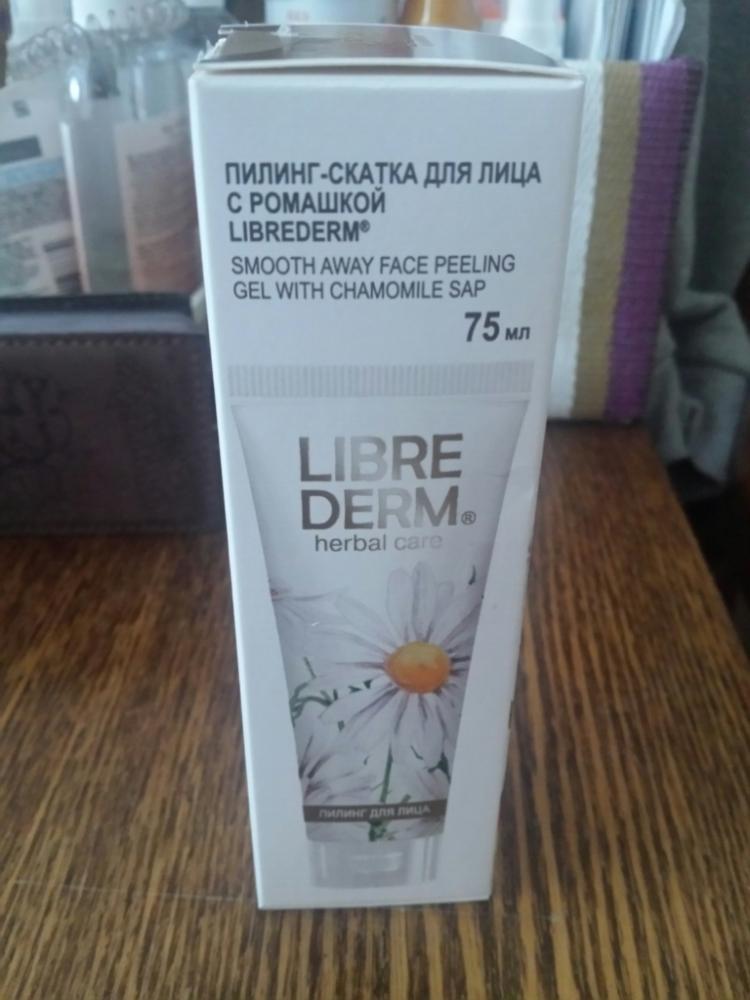 ПИЛИНГ-СКАТКА ДЛЯ ЛИЦА
С РОМАШКОЙ
LIBREDERM®
SMOOTH AWAY FACE PEELING
GEL WITH CHAMOMILE SAP
75 мл
LIBRE
DERM®
herbal care
ПИЛИНГ ДЛЯ ЛИЦА